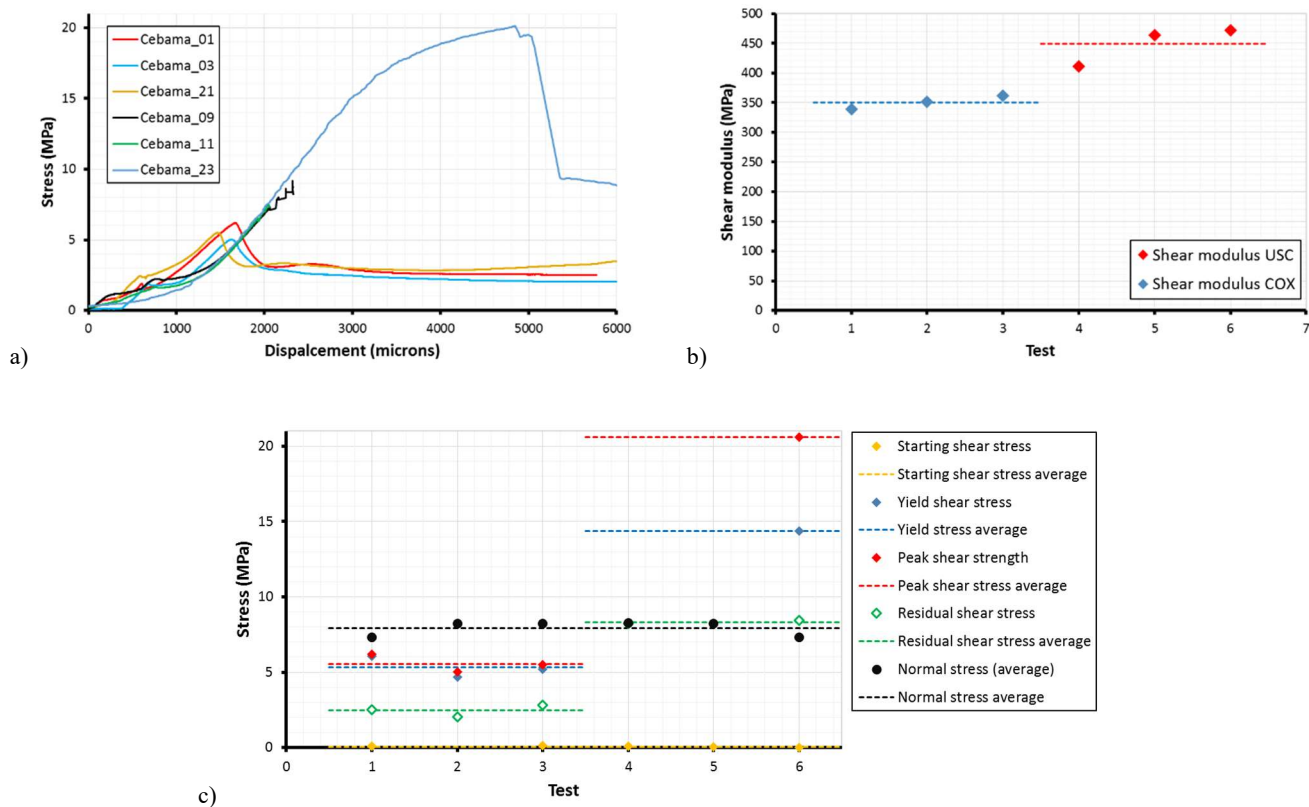 20
15
10
5
0
Stress (MPa)
Cebama_01
Cebama_03
Cebama_21
Cebama_09
Cebama_11
Cebama_23
0 1000 2000 3000 4000 5000 6000
Dispalcement (microns)
a)
500
450
400
350
300
250
200
150
100
50
0
Shear modulus (MPa)
Shear modulus USC
Shear modulus COX
0 1 2 3 4 5 6 7
Test
b)
20
15
10
5
0
Stress (MPa)
0 1 2 3 4 5 6
Test
Starting shear stress
Starting shear stress average
Yield shear stress
Yield stress average
Peak shear strength
Peak shear stress average
Residual shear stress
Residual shear stress average
Normal stress (average)
Normal stress average
c)